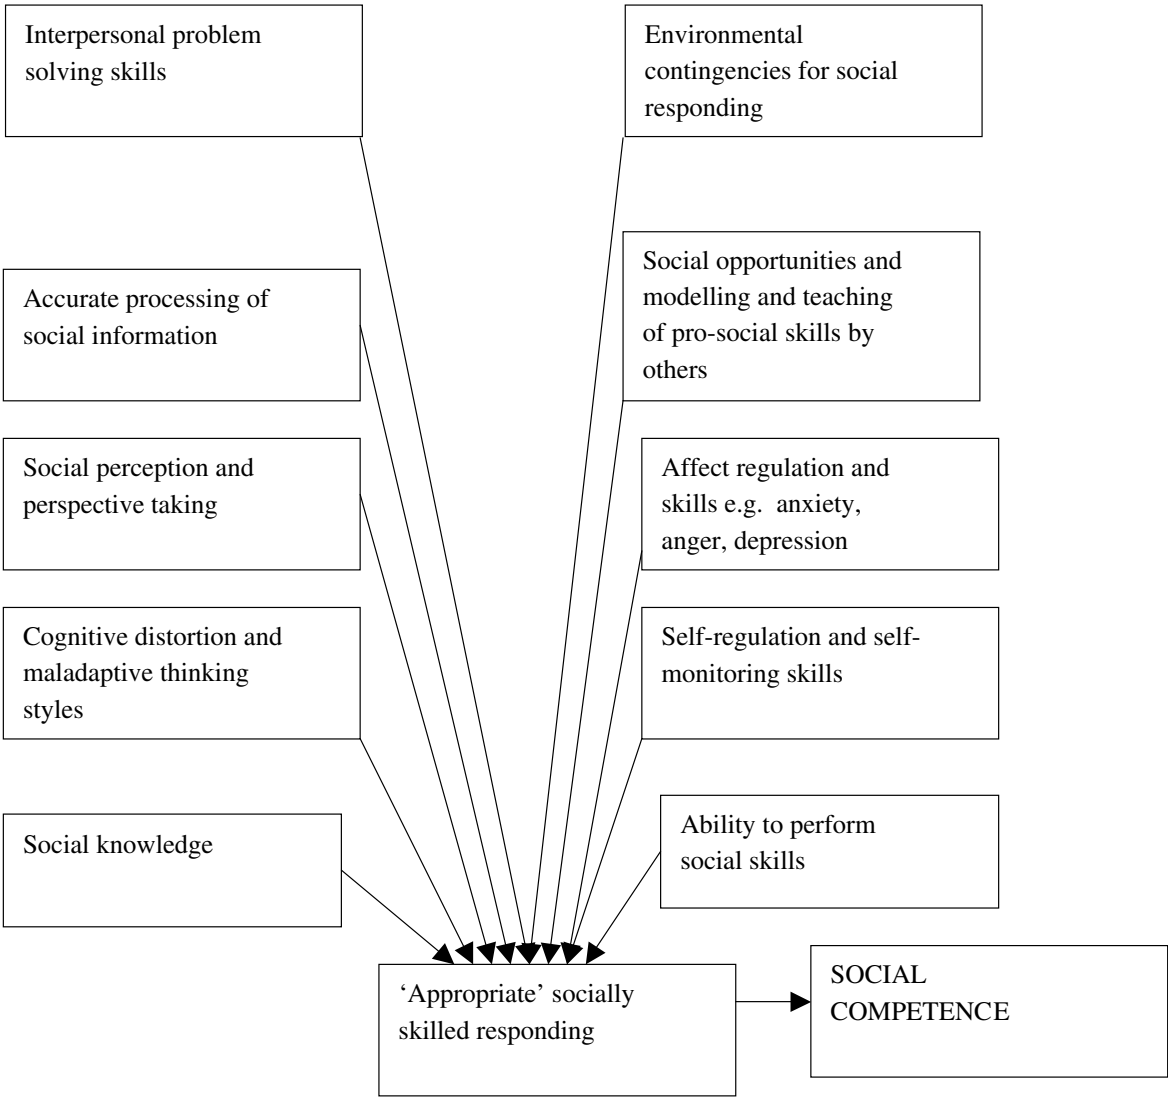 Interpersonal problem
solving skills
Environmental
contingencies for social
responding
Accurate processing of
social information
Social opportunities and
modelling and teaching
of pro-social skills by
others
Social perception and
perspective taking
Affect regulation and
skills e.g.  anxiety,
anger, depression
Cognitive distortion and
maladaptive thinking
styles
Self-regulation and self-
monitoring skills
Social knowledge
Ability to perform
social skills
‘Appropriate’ socially
skilled responding
SOCIAL
COMPETENCE